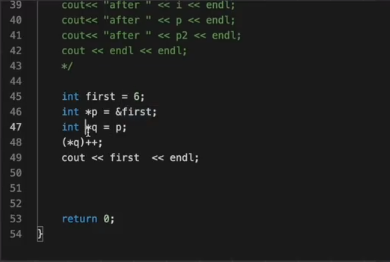 39 cout<< "after " << i << endl;
40 cout<< "after " << p << endl;
41 cout<< "after " << p2 << endl;
42 cout << endl << endl;
43 */
44
45 int first = 6;
46 int *p = &first;
47 int *q = p;
48 (*q)++;
49 cout << first  << endl;
50
51
52
53 return 0;
54 }